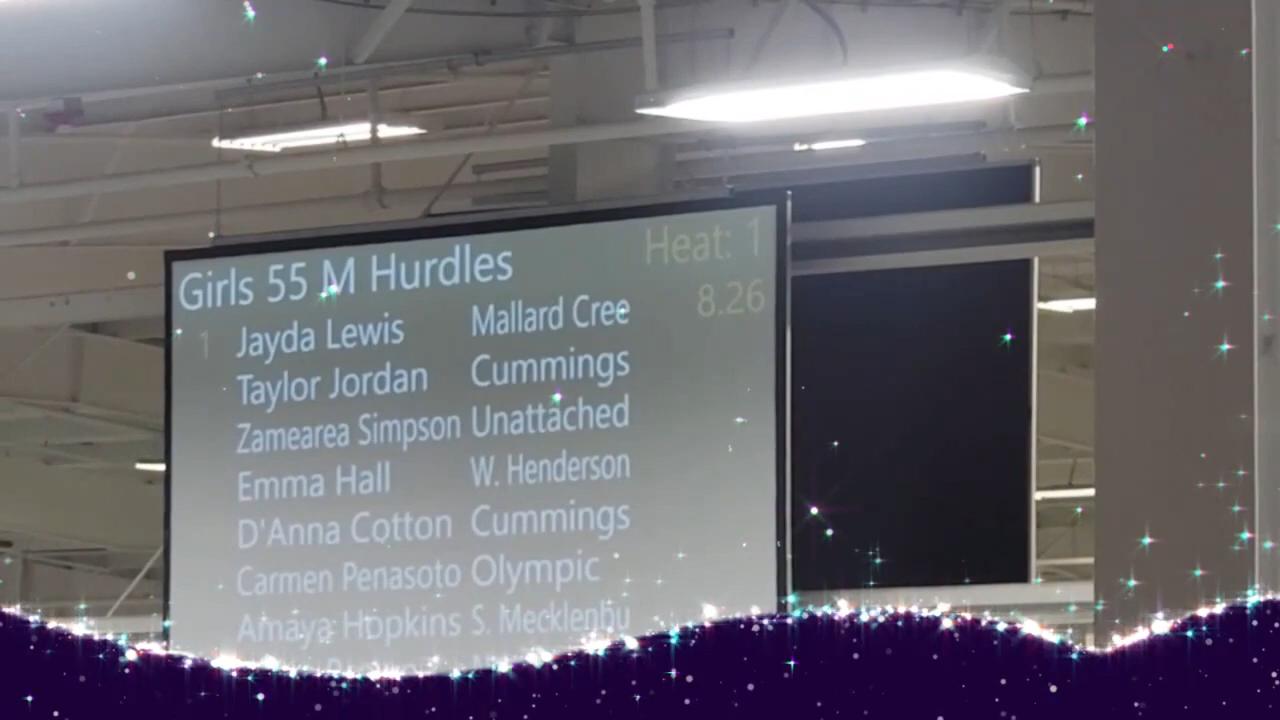 Girls 55 M Hurdles Heat: 1
1 Jayda Lewis Mallard Cree 8.26
Taylor Jordan Cummings
Zamearea Simpson Unattached
Emma Hall W. Henderson
D'Anna Cotton Cummings
Carmen Penasoto Olympic
Amaya Hopkins S. Mecklenbu